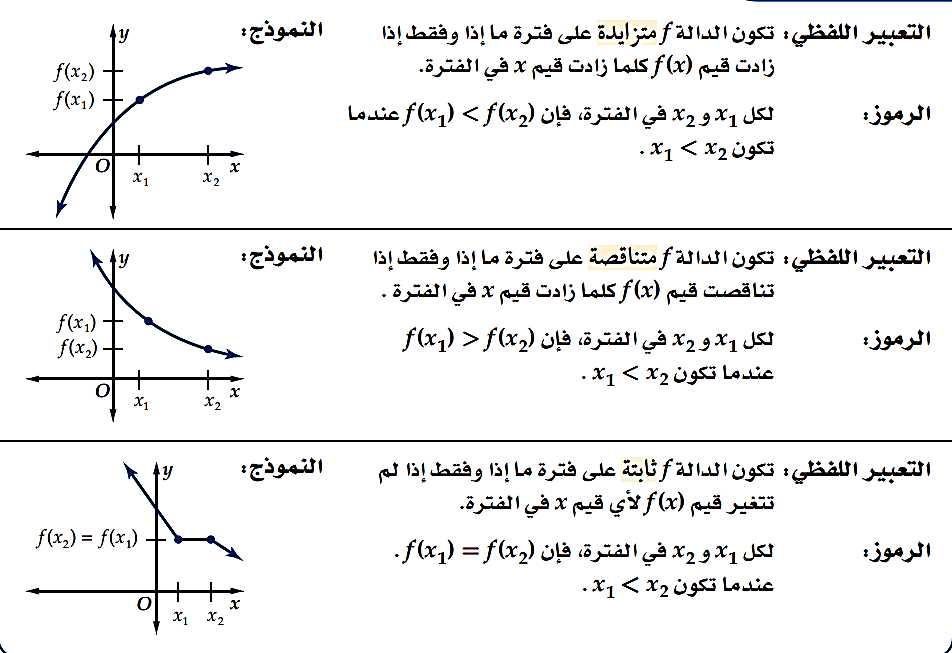 التعبير اللفظي: تكون الدالة f متزايدة على فترة ما إذا وفقط إذا
زادت قيم f(x) كلما زادت قيم x في الفترة.
الرموز: لكل x₁ و x₂ في الفترة، فإن f(x₁) < f(x₂) عندما
تكون x₁ < x₂ .
النموذج:
y
f(x₂)
f(x₁)
O
x₁
x₂
x
التعبير اللفظي: تكون الدالة f متناقصة على فترة ما إذا وفقط إذا
تناقصت قيم f(x) كلما زادت قيم x في الفترة .
الرموز: لكل x₁ و x₂ في الفترة، فإن f(x₁) > f(x₂)
عندما تكون x₁ < x₂ .
النموذج:
y
f(x₁)
f(x₂)
O
x₁
x₂
x
التعبير اللفظي: تكون الدالة f ثابتة على فترة ما إذا وفقط إذا لم
تتغير قيم f(x) لأي قيم x في الفترة.
الرموز: لكل x₁ و x₂ في الفترة، فإن f(x₁) = f(x₂) .
عندما تكون x₁ < x₂ .
النموذج:
y
f(x₂) = f(x₁)
O
x₁
x₂
x